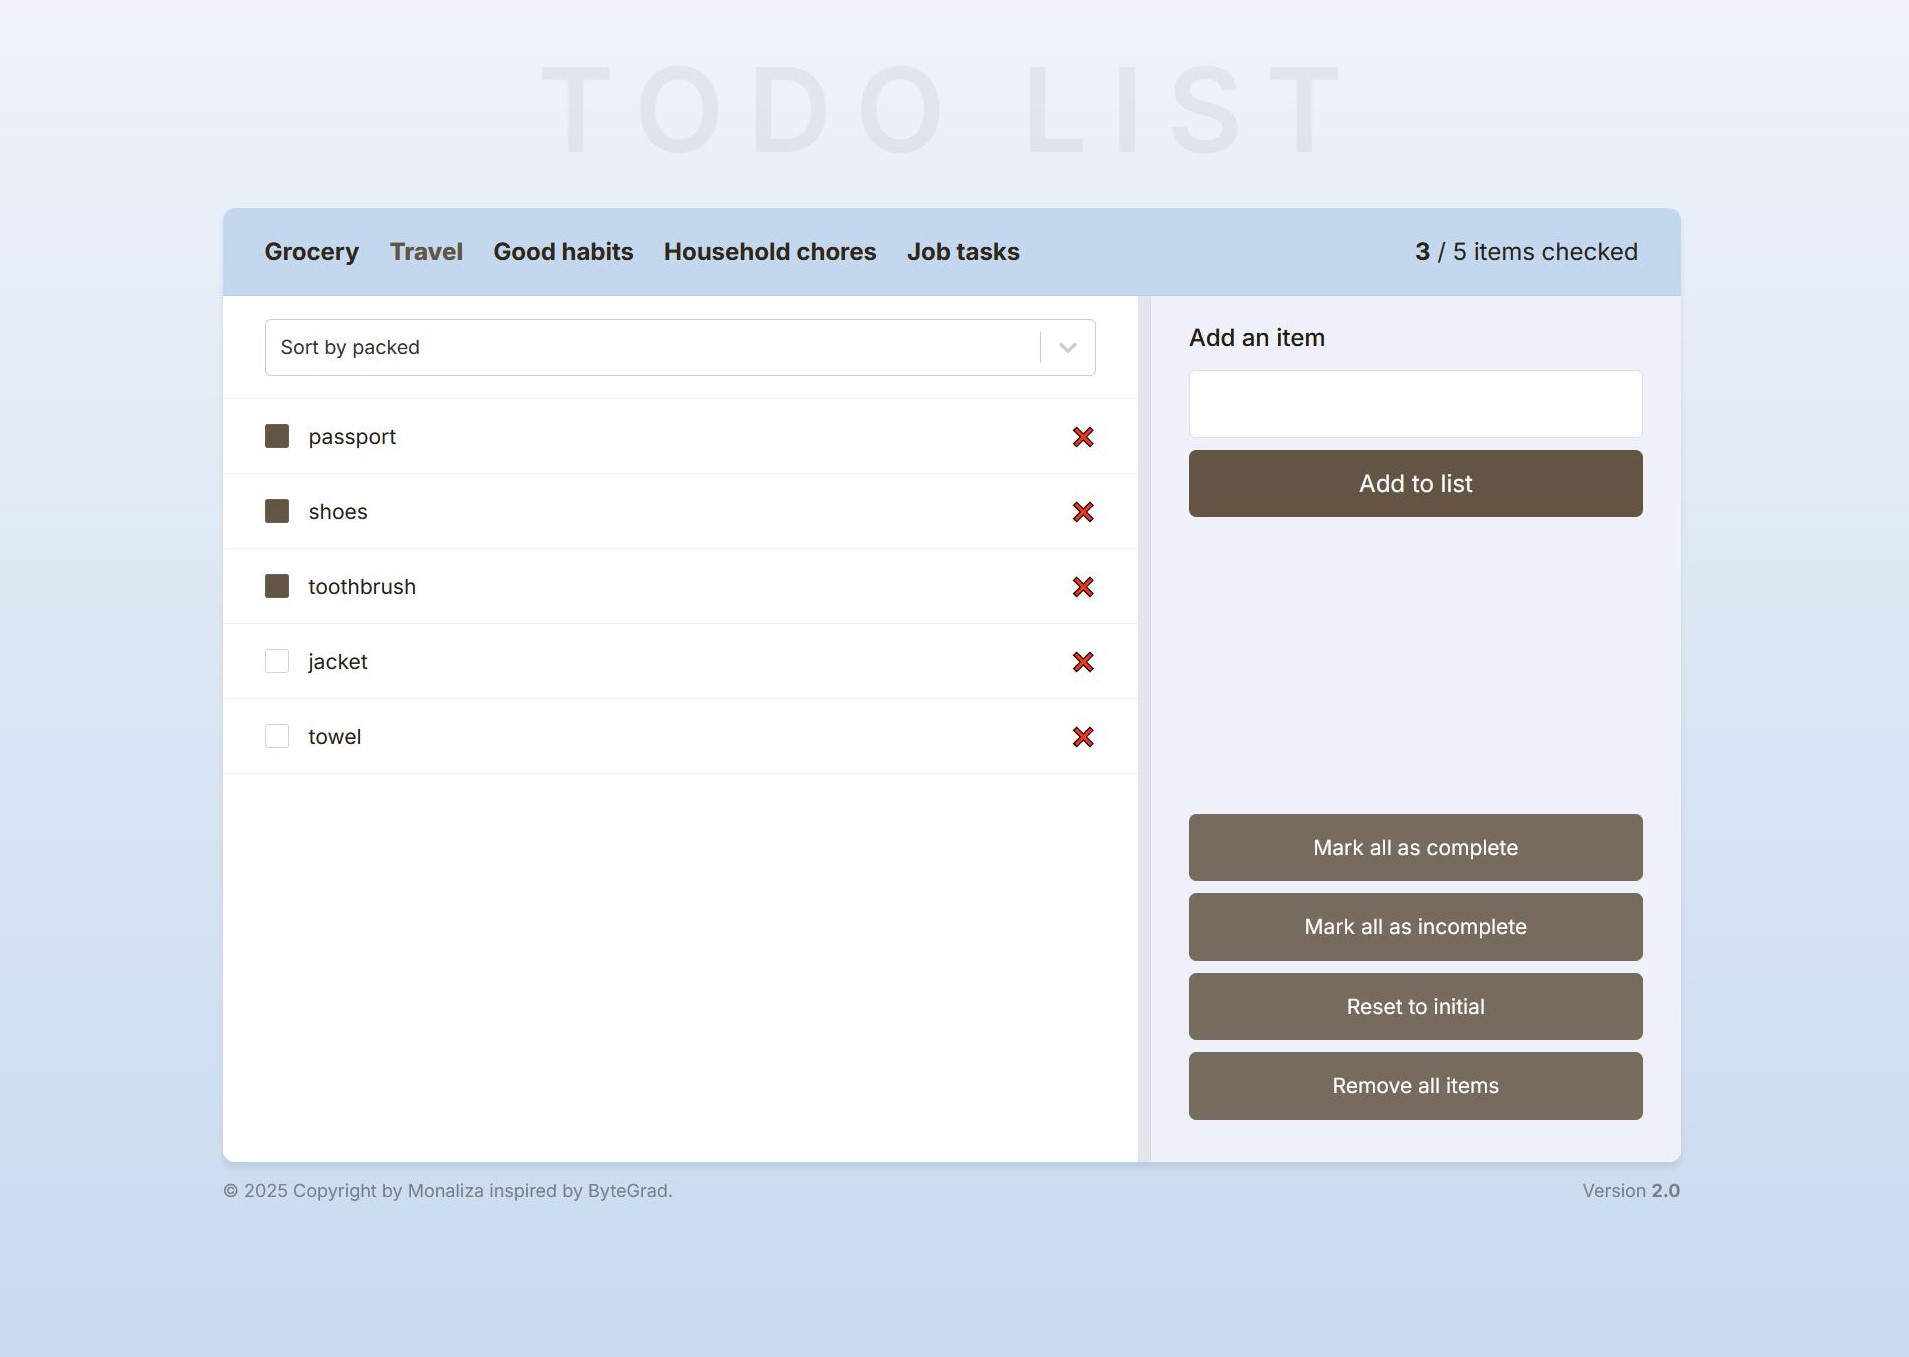 TODO LIST
Grocery Travel Good habits Household chores Job tasks 3 / 5 items checked
Sort by packed
passport
shoes
toothbrush
jacket
towel
Add an item
Add to list
Mark all as complete
Mark all as incomplete
Reset to initial
Remove all items
© 2025 Copyright by Monaliza inspired by ByteGrad. Version 2.0